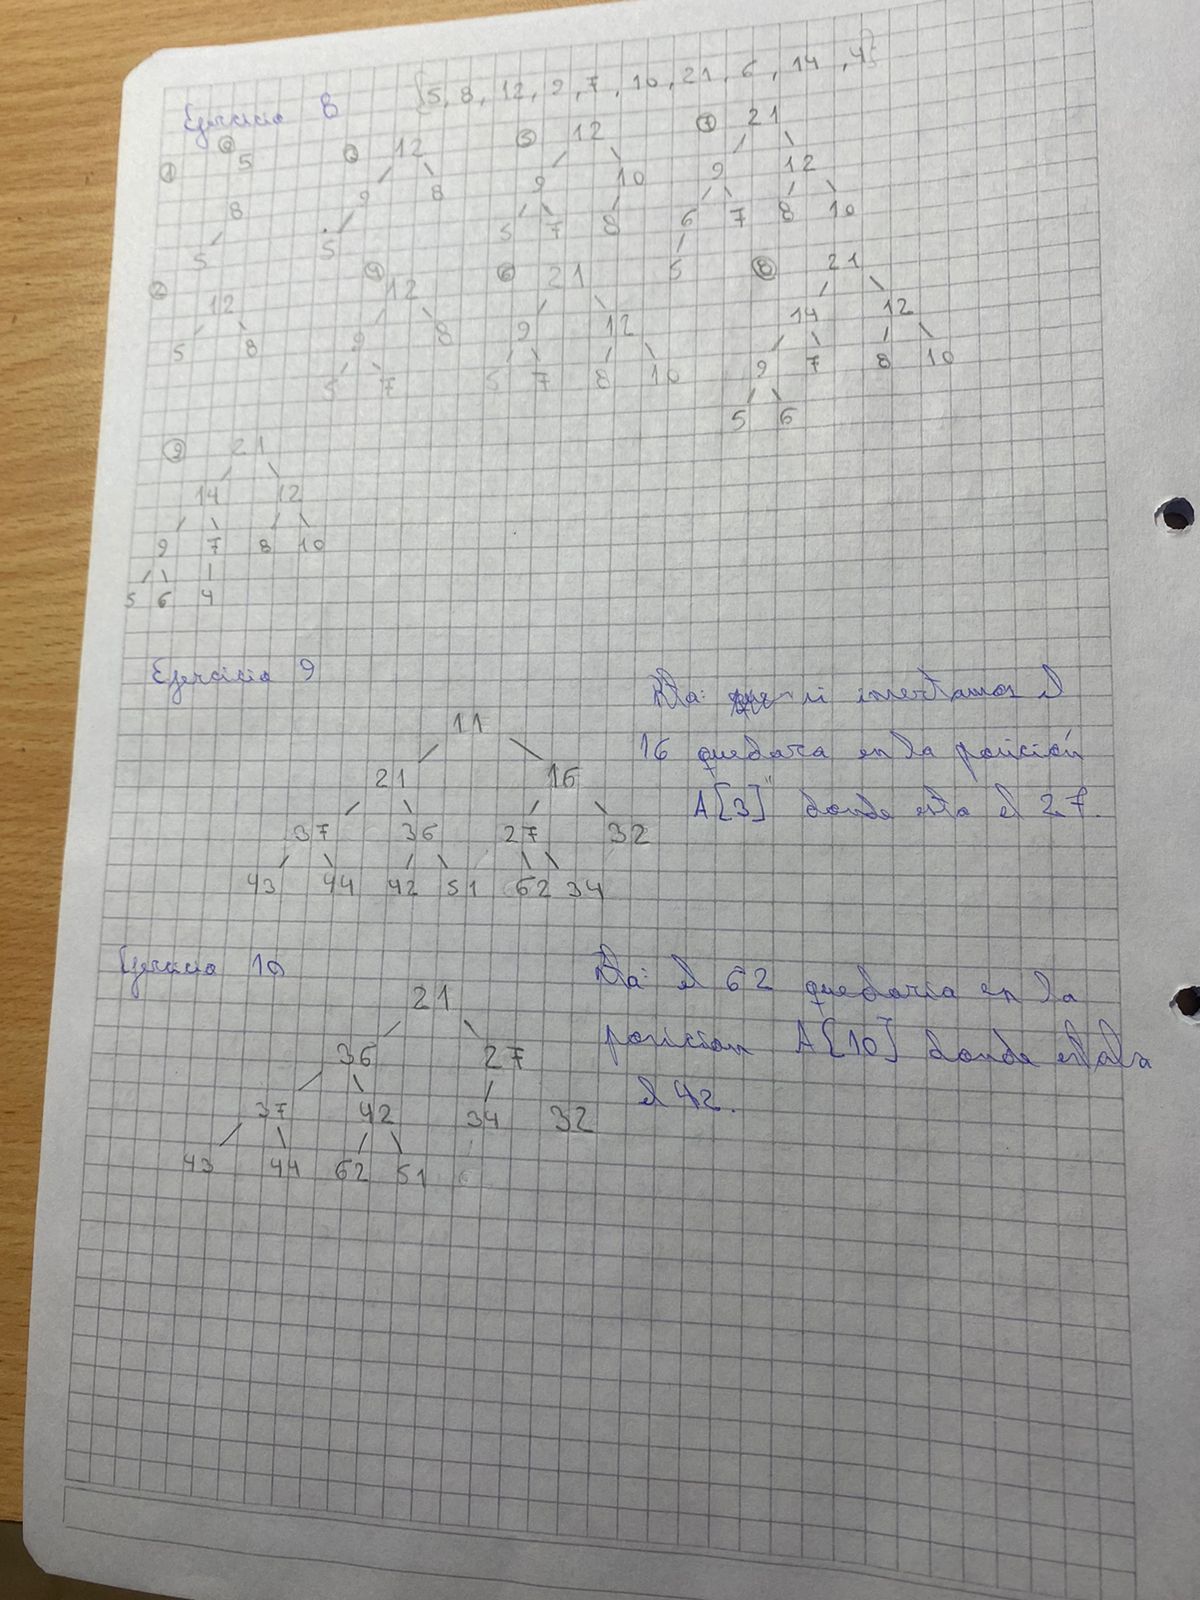 Ejercicio 8 {5, 8, 12, 9, 7, 10, 21, 6, 14, 4}
0 5
1 8
5
2 12
5 8
3 12
9 8
5
4 12
9 8
5 7
5 12
9 10
5 7 8
6 21
9 12
5 7 8 10
7 21
9 12
6 7 8 10
5
8 21
14 12
9 7 8 10
5 6
9 21
14 12
9 7 8 10
5 6 4
Ejercicio 9
11
21 16
37 36 27 32
43 44 42 51 62 34
Rta: si insertamos el
16 quedara en la posición
A[3] donde esta el 27.
Ejercicio 10
21
36 27
37 42 34 32
43 44 62 51
Rta: el 62 quedaria en la
posicion A[10] donde estaba
el 42.